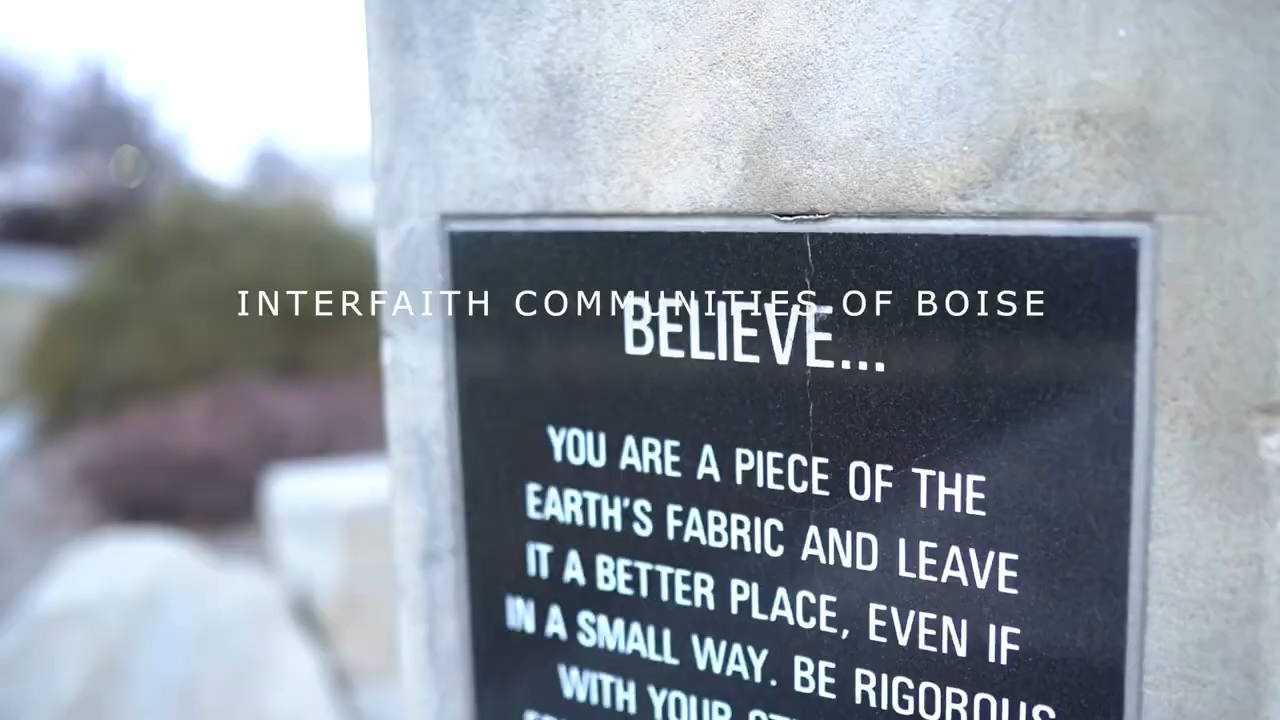 INTERFAITH COMMUNITIES OF BOISE
BELIEVE...
YOU ARE A PIECE OF THE
EARTH'S FABRIC AND LEAVE
IT A BETTER PLACE, EVEN IF
IN A SMALL WAY. BE RIGOROUS
WITH YOUR